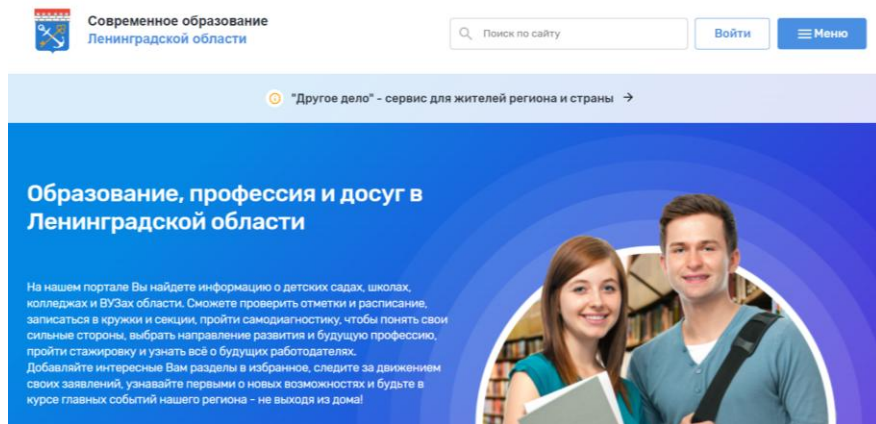 Современное образование
Ленинградской области
Поиск по сайту
Войти
Меню
"Другое дело" - сервис для жителей региона и страны →
Образование, профессия и досуг в
Ленинградской области
На нашем портале Вы найдете информацию о детских садах, школах,
колледжах и ВУЗах области. Сможете проверить отметки и расписание,
записаться в кружки и секции, пройти самодиагностику, чтобы понять свои
сильные стороны, выбрать направление развития и будущую профессию,
пройти стажировку и узнать всё о будущих работодателях.
Добавляйте интересные Вам разделы в избранное, следите за движением
своих заявлений, узнавайте первыми о новых возможностях и будьте в
курсе главных событий нашего региона – не выходя из дома!